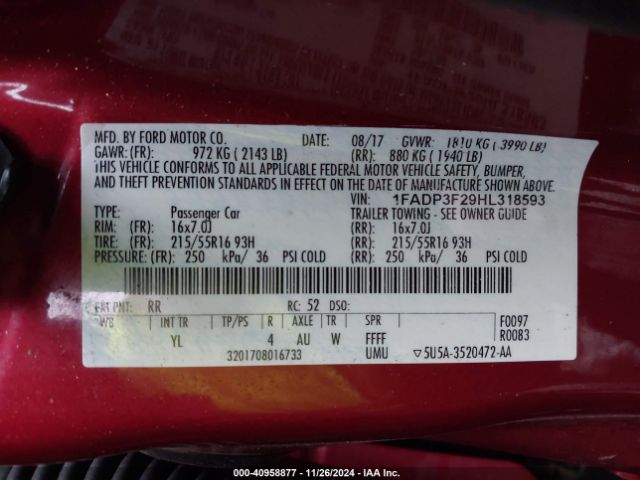 MFD. BY FORD MOTOR CO. DATE: 08/17 GVWR: 1810 KG ( 3990 LB)
GAWR: (FR): 972 KG ( 2143 LB) (RR): 880 KG ( 1940 LB)
THIS VEHICLE CONFORMS TO ALL APPLICABLE FEDERAL MOTOR VEHICLE SAFETY, BUMPER,
AND THEFT PREVENTION STANDARDS IN EFFECT ON THE DATE OF MANUFACTURE SHOWN ABOVE
VIN: 1FADP3F29HL318593
TYPE: Passenger Car TRAILER TOWING - SEE OWNER GUIDE
RIM: (FR): 16x7.0J (RR): 16x7.0J
TIRE: (FR): 215/55R16 93H (RR): 215/55R16 93H
PRESSURE: (FR): 250 kPa/ 36 PSI COLD (RR): 250 kPa/ 36 PSI COLD
EXT PNT: RR RC: 52 DSO:
WB INT TR TP/PS R AXLE TR SPR F0097
YL 4 AU W FFFF R0083
3201708016733 UMU 5U5A-3520472-AA
QUOTE: (0-40958877 - 11/26/2024 - IAA Inc.)